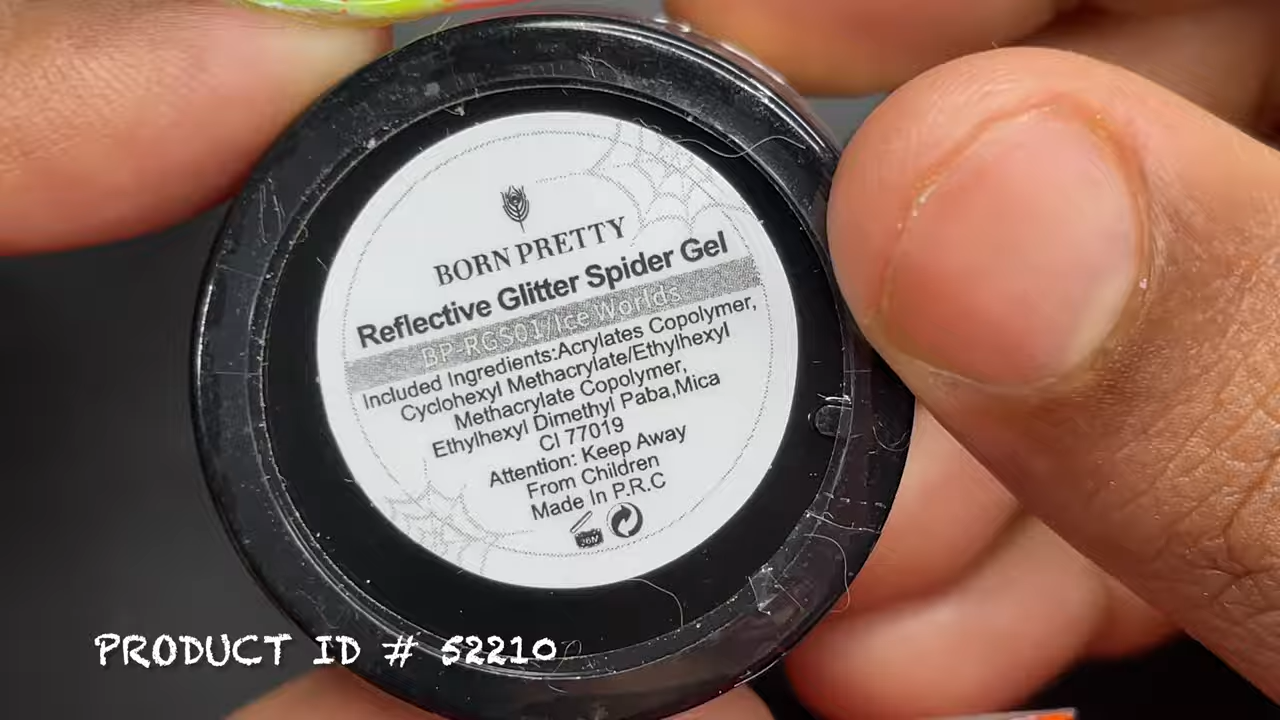 BORN PRETTY
Reflective Glitter Spider Gel
BP-RGS01/Ice Worlds
Included Ingredients:Acrylates Copolymer,
Cyclohexyl Methacrylate/Ethylhexyl
Methacrylate Copolymer,
Ethylhexyl Dimethyl Paba,Mica
CI 77019
Attention: Keep Away
From Children
Made In P.R.C
PRODUCT ID # 52210